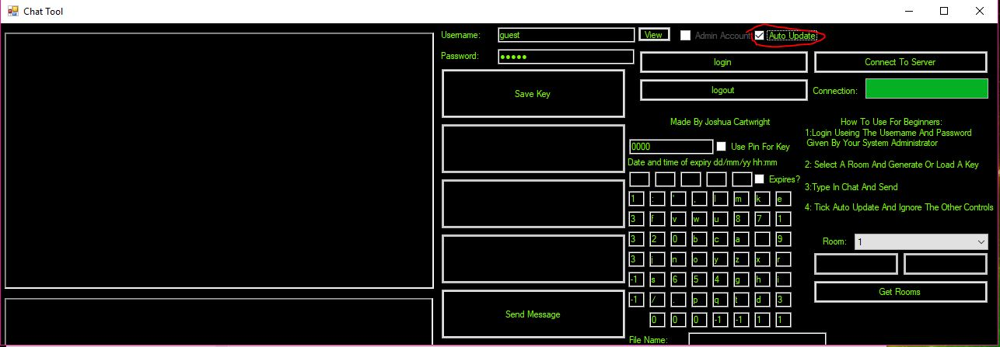 Chat Tool
Username:
guest
View
Admin Account
Auto Update
Password:
●●●●●
login
Connect To Server
Save Key
logout
Connection:
Made By Joshua Cartwright
How To Use For Beginners:
1:Login Useing The Username And Password
Given By Your System Administrator
0000
Use Pin For Key
Date and time of expiry dd/mm/yy hh:mm
2: Select A Room And Generate Or Load A Key
Expires?
3:Type In Chat And Send
1 : ' , l m k e
4: Tick Auto Update And Ignore The Other Controls
3 f v w u 8 7 1
3 2 0 b c a 9
Room:
1
3 i n o y z x r
-1 s 6 5 4 g h i
Get Rooms
-1 / . p q t d 3
Send Message
0 0 0 -1 -1 1 1
File Name: